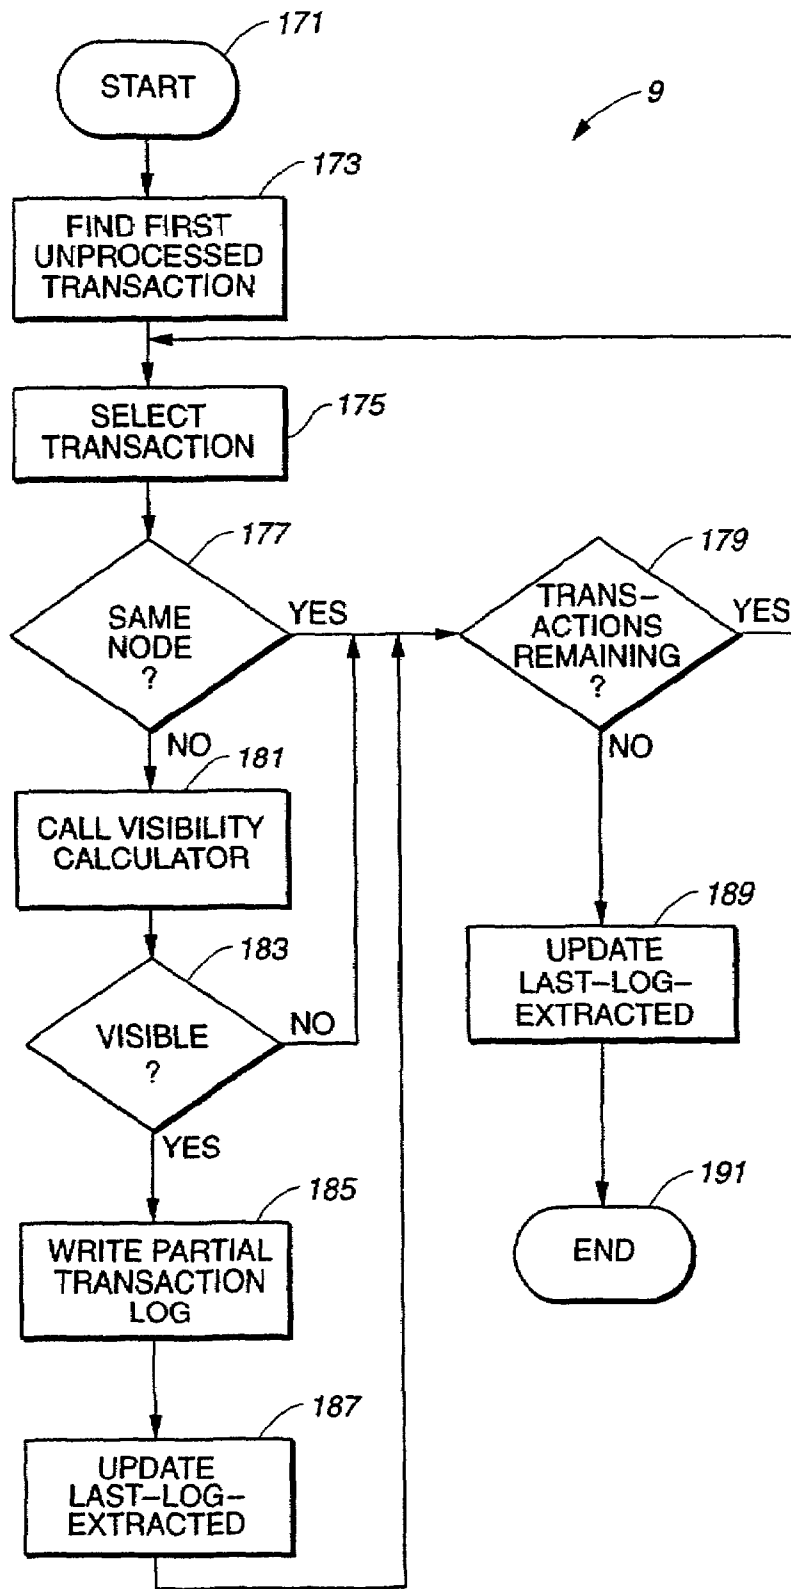 171
START
9
173
FIND FIRST
UNPROCESSED
TRANSACTION
SELECT
TRANSACTION
175
177
SAME
NODE
?
YES
NO
179
TRANS–
ACTIONS
REMAINING
?
YES
NO
181
CALL VISIBILITY
CALCULATOR
183
VISIBLE
?
NO
YES
189
UPDATE
LAST–LOG–
EXTRACTED
185
WRITE PARTIAL
TRANSACTION
LOG
191
END
187
UPDATE
LAST–LOG–
EXTRACTED